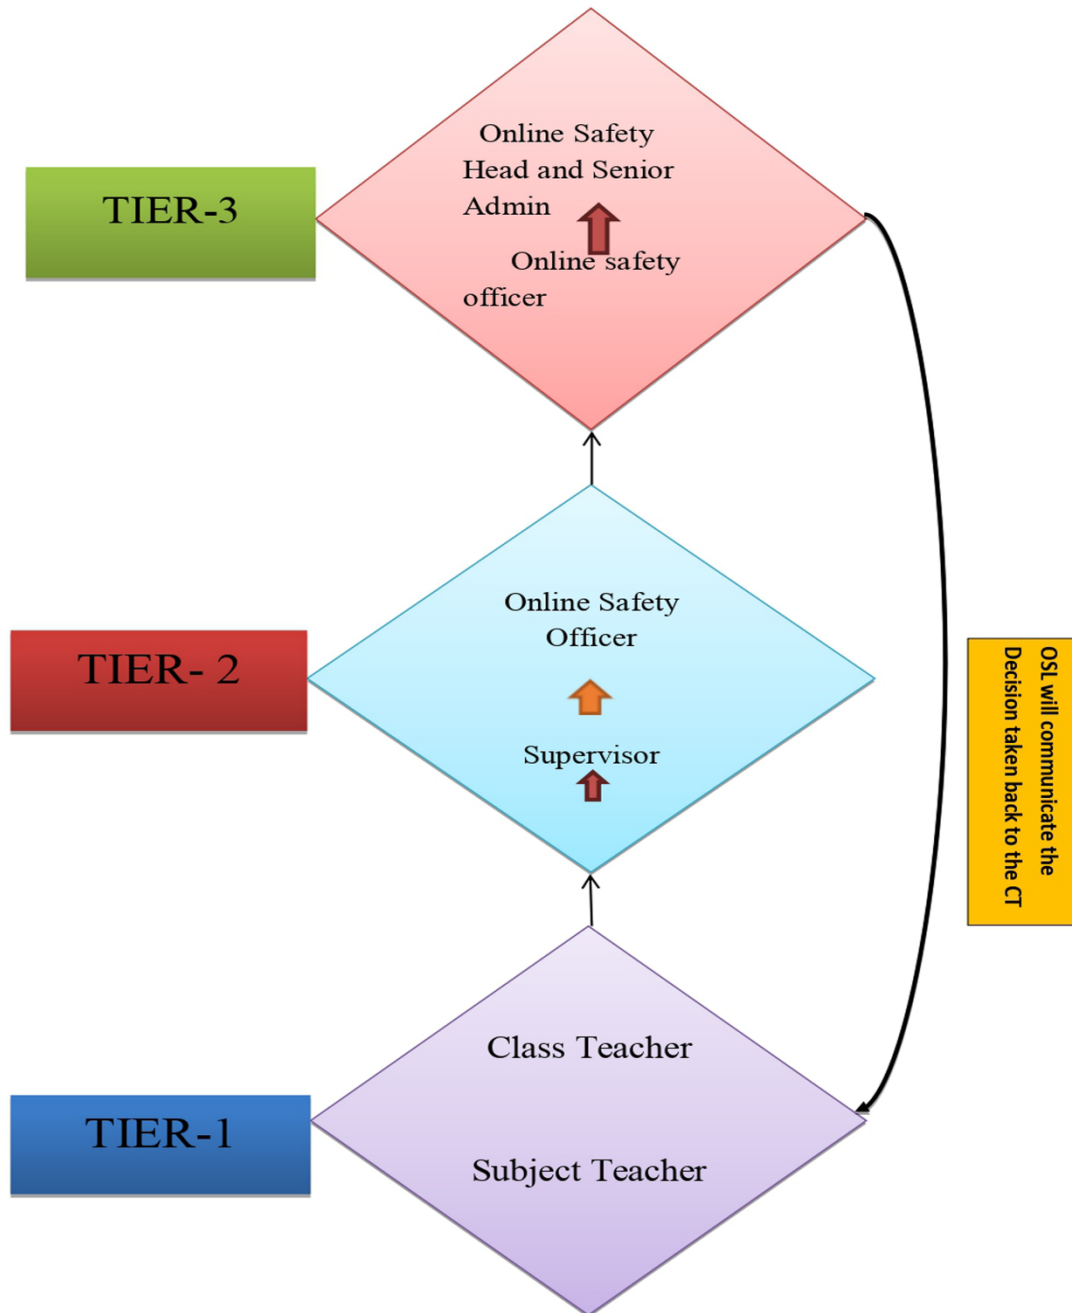 TIER-3
Online Safety
Head and Senior
Admin
Online safety
officer
TIER- 2
Online Safety
Officer
Supervisor
OSL will communicate the
Decision taken back to the CT
TIER-1
Class Teacher
Subject Teacher